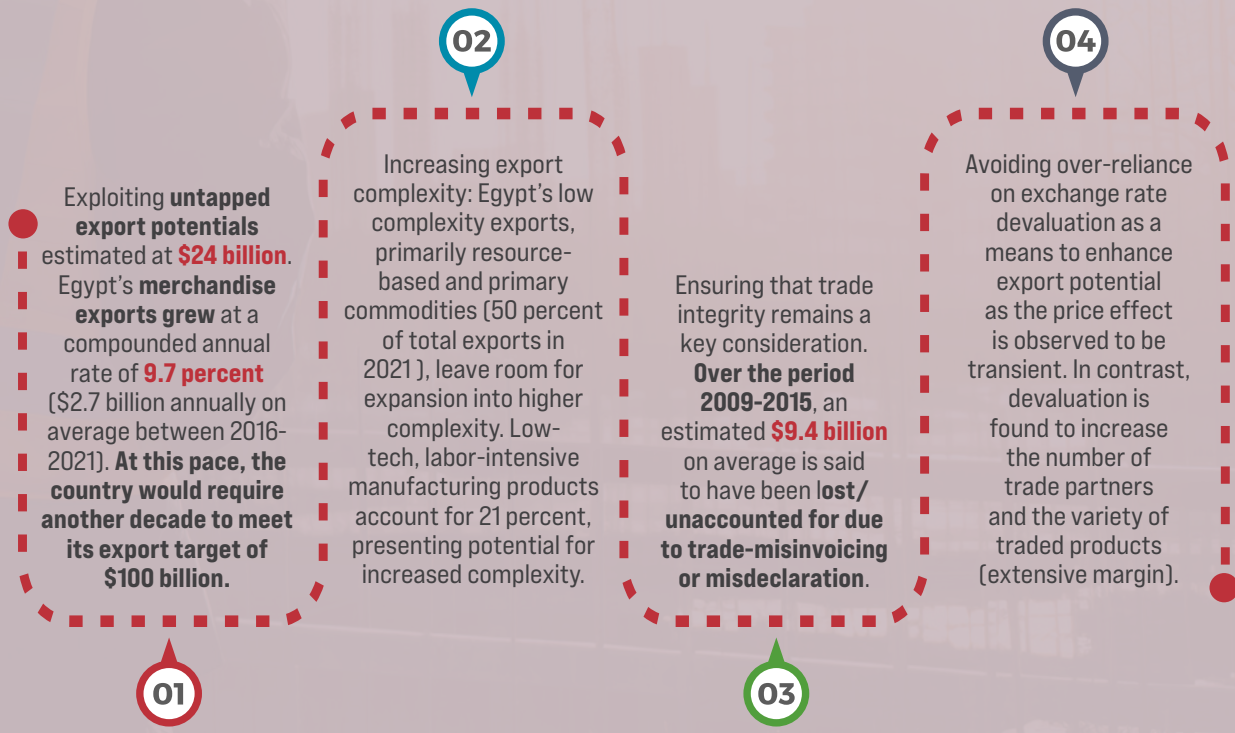 01
Exploiting untapped
export potentials
estimated at $24 billion.
Egypt's merchandise
exports grew at a
compounded annual
rate of 9.7 percent
($2.7 billion annually on
average between 2016-
2021). At this pace, the
country would require
another decade to meet
its export target of
$100 billion.
02
Increasing export
complexity: Egypt's low
complexity exports,
primarily resource-
based and primary
commodities (50 percent
of total exports in
2021 ), leave room for
expansion into higher
complexity. Low-
tech, labor-intensive
manufacturing products
account for 21 percent,
presenting potential for
increased complexity.
03
Ensuring that trade
integrity remains a
key consideration.
Over the period
2009-2015, an
estimated $9.4 billion
on average is said
to have been lost/
unaccounted for due
to trade-misinvoicing
or misdeclaration.
04
Avoiding over-reliance
on exchange rate
devaluation as a
means to enhance
export potential
as the price effect
is observed to be
transient. In contrast,
devaluation is
found to increase
the number of
trade partners
and the variety of
traded products
(extensive margin).